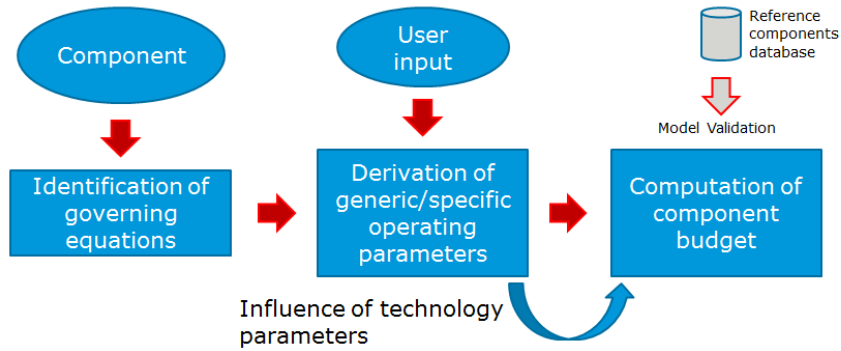 Component
User
input
Reference
components
database
Model Validation
Identification of
governing
equations
Derivation of
generic/specific
operating
parameters
Computation of
component
budget
Influence of technology
parameters